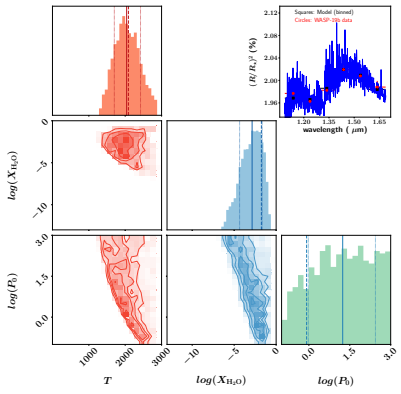 Squares: Model (binned)
Circles: WASP-19b data
(R/R⋆)² (%)
2.12
2.08
2.04
2.00
1.96
1.20
1.35
1.50
1.65
wavelength ( μm)
log(X_H₂O)
0
−5
−10
log(P₀)
3.0
1.5
0.0
1000
2000
3000
T
−10
−5
0
log(X_H₂O)
0.0
1.5
3.0
log(P₀)